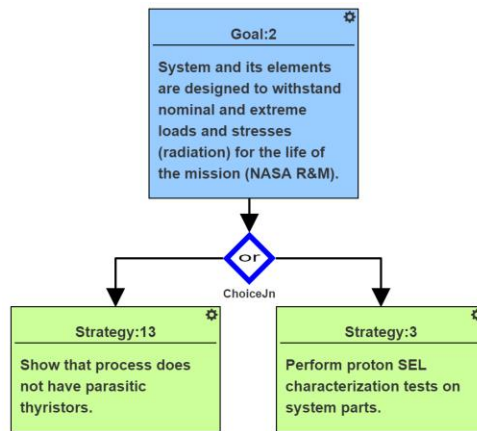 Goal:2
System and its elements
are designed to withstand
nominal and extreme
loads and stresses
(radiation) for the life of
the mission (NASA R&M).
or
ChoiceJn
Strategy:13
Show that process does
not have parasitic
thyristors.
Strategy:3
Perform proton SEL
characterization tests on
system parts.